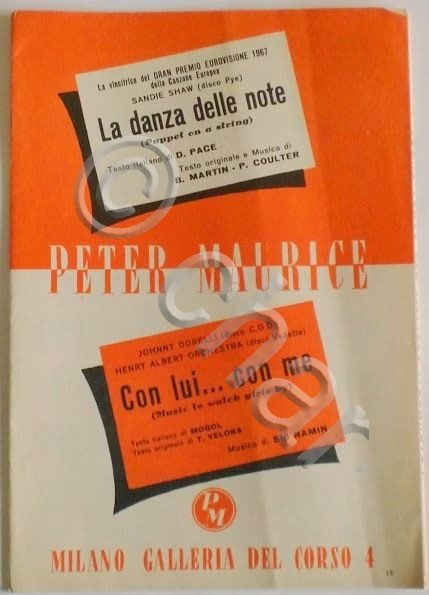 La vincitrice del GRAN PREMIO EUROVISIONE 1967
della Canzone Europea
SANDIE SHAW (disco Pye)
La danza delle note
(Puppet on a string)
Testo italiano di D. PACE
Testo originale e Musica di
B. MARTIN - P. COULTER
PETER MAURICE
JOHNNY DORELLI (disco C.G.D.)
HENRY ALBERT ORCHESTRA (disco Vedette)
Con lui... con me
(Music to watch girls by)
Testo italiano di MOGOL
Testo originale di T. VELONA
Musica di SID RAMIN
PM
MILANO GALLERIA DEL CORSO 4